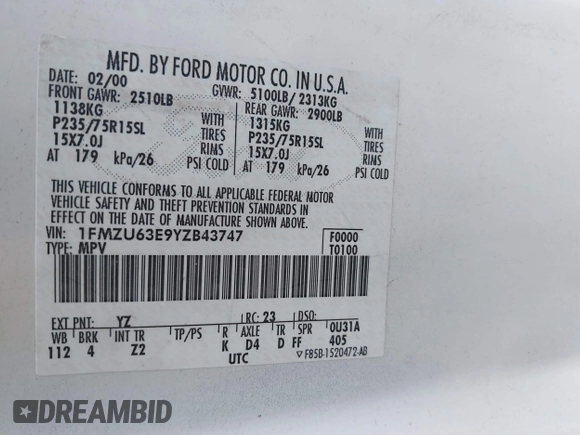 MFD. BY FORD MOTOR CO. IN U.S.A.
DATE: 02/00 GVWR: 5100LB/ 2313KG
FRONT GAWR: 2510LB REAR GAWR: 2900LB
1138KG WITH 1315KG WITH
P235/75R15SL TIRES P235/75R15SL TIRES
15X7.0J RIMS 15X7.0J RIMS
AT 179 kPa/26 PSI COLD AT 179 kPa/26 PSI COLD
THIS VEHICLE CONFORMS TO ALL APPLICABLE FEDERAL MOTOR
VEHICLE SAFETY AND THEFT PREVENTION STANDARDS IN
EFFECT ON THE DATE OF MANUFACTURE SHOWN ABOVE.
VIN: 1FMZU63E9YZB43747 F0000
TYPE: MPV T0100
EXT PNT: YZ RC: 23 DSO:
WB BRK INT TR TP/PS R AXLE TR SPR 0U31A
112 4 Z2 K D4 D FF 405
UTC ▽ F85B-1520472-AB
DREAMBID